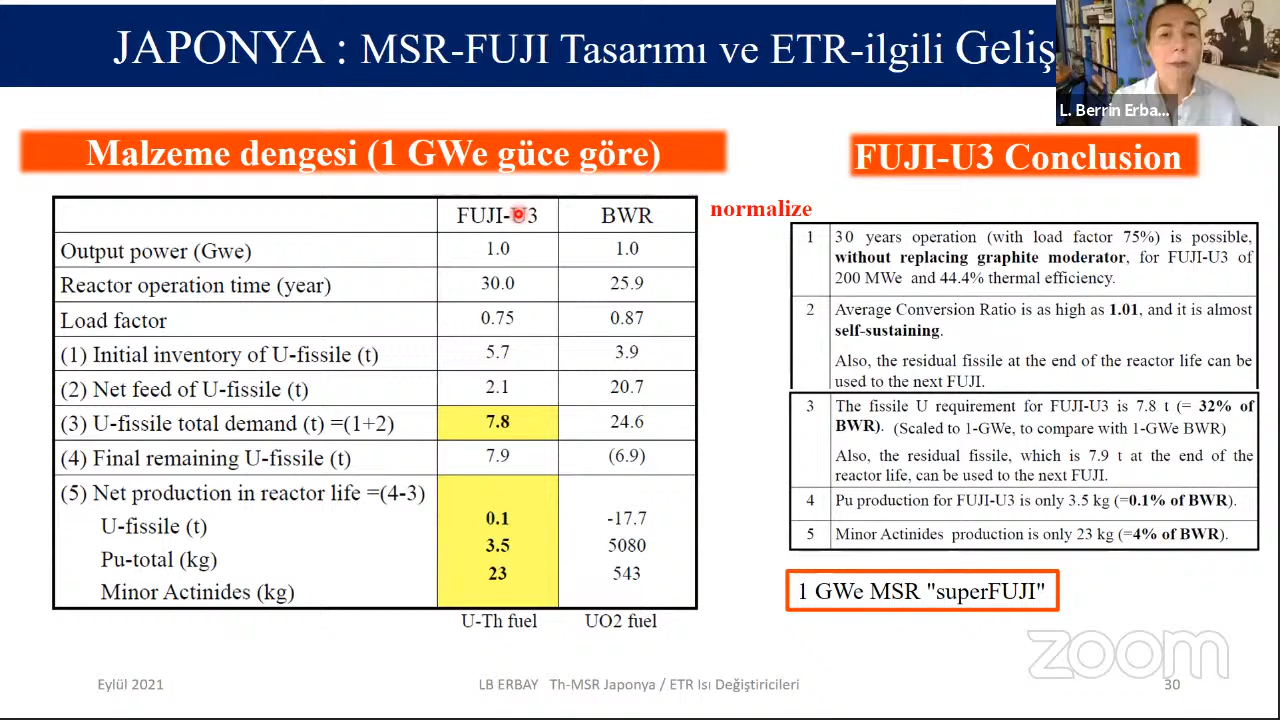 JAPONYA : MSR-FUJI Tasarımı ve ETR-ilgili Geliş
L. Berrin Erba...
Malzeme dengesi (1 GWe güce göre)
FUJI-U3 BWR
Output power (Gwe) 1.0 1.0
Reactor operation time (year) 30.0 25.9
Load factor 0.75 0.87
(1) Initial inventory of U-fissile (t) 5.7 3.9
(2) Net feed of U-fissile (t) 2.1 20.7
(3) U-fissile total demand (t) =(1+2) 7.8 24.6
(4) Final remaining U-fissile (t) 7.9 (6.9)
(5) Net production in reactor life =(4-3)
U-fissile (t) 0.1 -17.7
Pu-total (kg) 3.5 5080
Minor Actinides (kg) 23 543
U-Th fuel UO2 fuel
normalize
FUJI-U3 Conclusion
1 30 years operation (with load factor 75%) is possible,
without replacing graphite moderator, for FUJI-U3 of
200 MWe and 44.4% thermal efficiency.
2 Average Conversion Ratio is as high as 1.01, and it is almost
self-sustaining.
Also, the residual fissile at the end of the reactor life can be
used to the next FUJI.
3 The fissile U requirement for FUJI-U3 is 7.8 t (= 32% of
BWR). (Scaled to 1-GWe, to compare with 1-GWe BWR)
Also, the residual fissile, which is 7.9 t at the end of the
reactor life, can be used to the next FUJI.
4 Pu production for FUJI-U3 is only 3.5 kg (=0.1% of BWR).
5 Minor Actinides production is only 23 kg (=4% of BWR).
1 GWe MSR "superFUJI"
zoom
Eylül 2021 LB ERBAY Th-MSR Japonya / ETR Isı Değiştiricileri 30